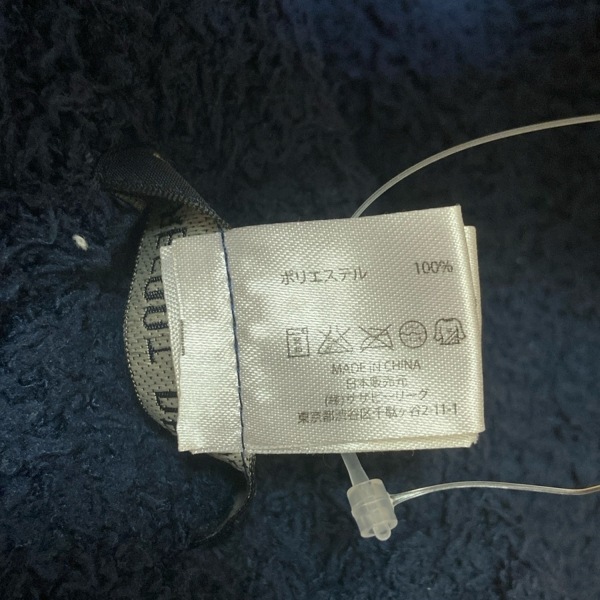 ポリエステル 100%
MADE IN CHINA
日本販売元
(株)サザビーリーグ
東京都渋谷区千駄ヶ谷2-11-1